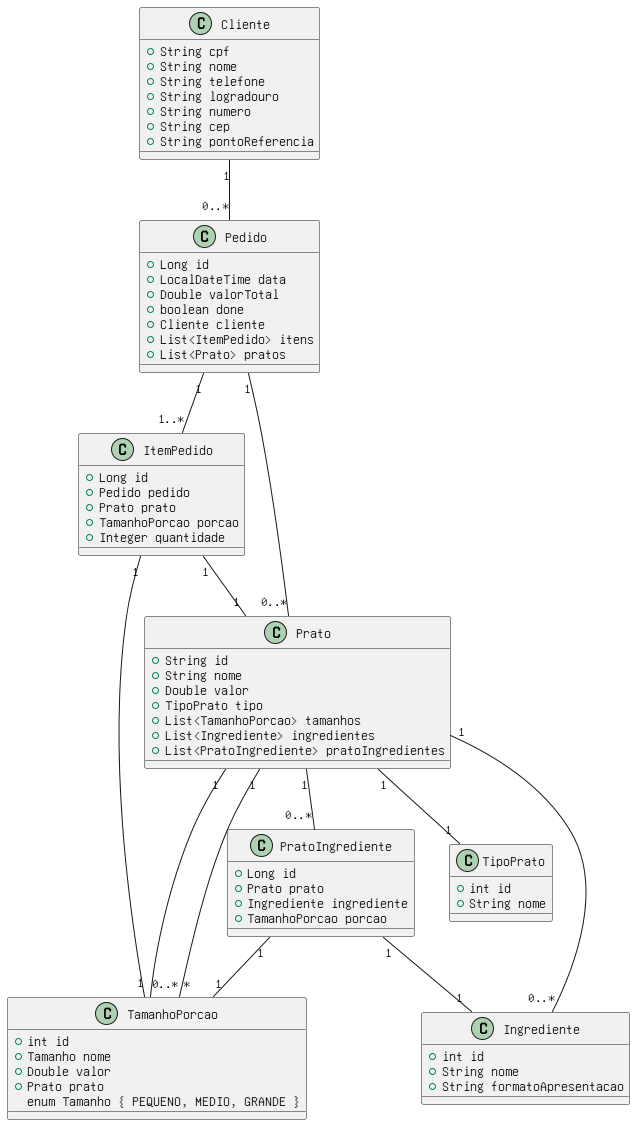 C Cliente
String cpf
String nome
String telefone
String logradouro
String numero
String cep
String pontoReferencia
1
0..*
C Pedido
Long id
LocalDateTime data
Double valorTotal
boolean done
Cliente cliente
List<ItemPedido> itens
List<Prato> pratos
1 1
1..*
C ItemPedido
Long id
Pedido pedido
Prato prato
TamanhoPorcao porcao
Integer quantidade
1 1
1 0..*
C Prato
String id
String nome
Double valor
TipoPrato tipo
List<TamanhoPorcao> tamanhos
List<Ingrediente> ingredientes
List<PratoIngrediente> pratoIngredientes
1
1 1 1 1
0..* 1
C PratoIngrediente
Long id
Prato prato
Ingrediente ingrediente
TamanhoPorcao porcao
C TipoPrato
int id
String nome
1 1
1 0..* * 1 1 0..*
C TamanhoPorcao
int id
Tamanho nome
Double valor
Prato prato
enum Tamanho { PEQUENO, MEDIO, GRANDE }
C Ingrediente
int id
String nome
String formatoApresentacao